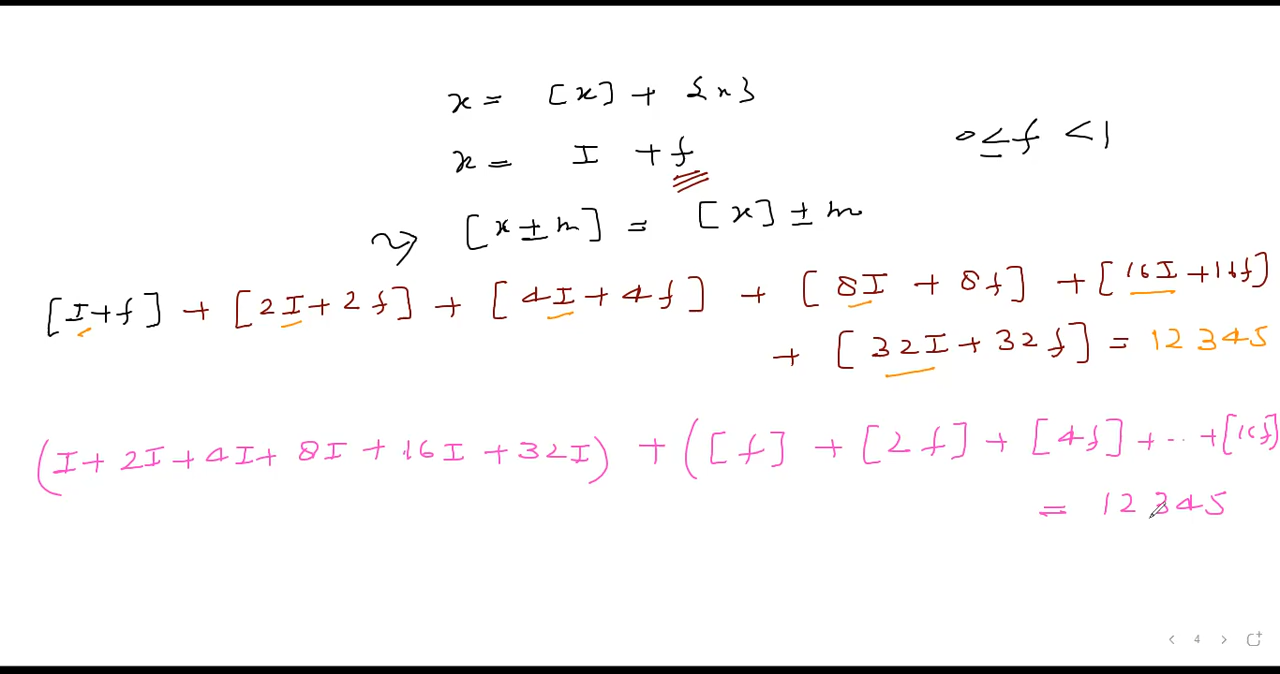 x = [x] + {x}
x = I + f
0 ≤ f < 1
[x ± m] = [x] ± m
[I+f] + [2I+2f] + [4I+4f] + [8I+8f] + [16I+16f]
+ [32I+32f] = 12345
(I+2I+4I+8I+16I+32I) + ([f] + [2f] + [4f] + .. + [16f]
= 12345
4